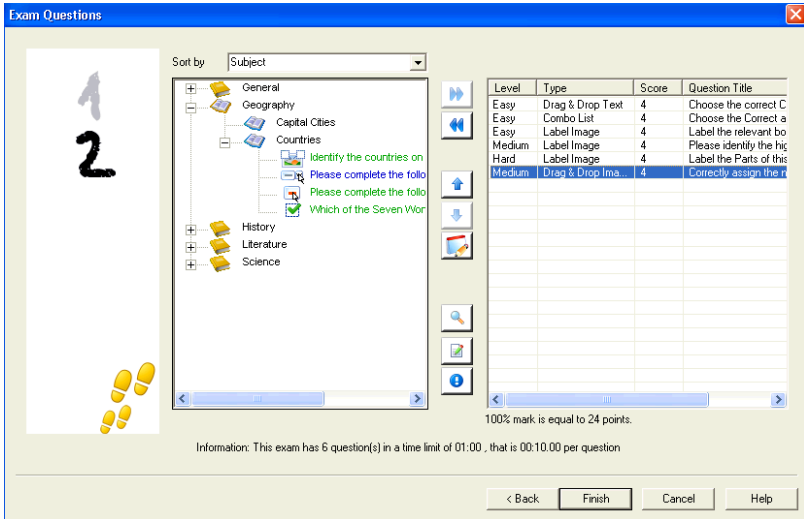 Exam Questions
1
2.
Sort by Subject
General
Geography
Capital Cities
Countries
Identify the countries on
Please complete the follo
Please complete the follo
Which of the Seven Wor
History
Literature
Science
Level Type Score Question Title
Easy Drag & Drop Text 4 Choose the correct C
Easy Combo List 4 Choose the Correct a
Easy Label Image 4 Label the relevant bo
Medium Label Image 4 Please identify the hig
Hard Label Image 4 Label the Parts of this
Medium Drag & Drop Ima... 4 Correctly assign the n
100% mark is equal to 24 points.
Information: This exam has 6 question(s) in a time limit of 01:00 , that is 00:10.00 per question
< Back Finish Cancel Help